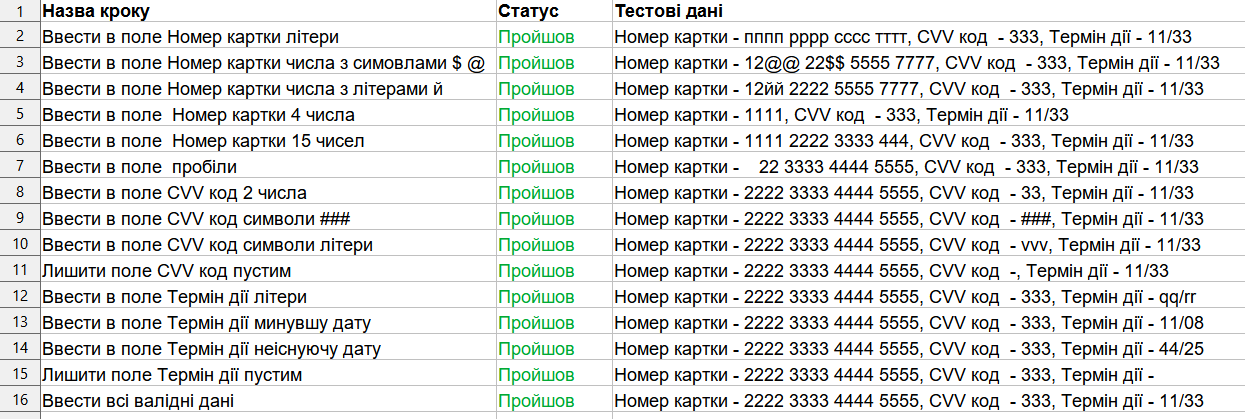 1 Назва кроку Статус Тестові дані
2 Ввести в поле Номер картки літери Пройшов Номер картки - пппп рррр сссс тттт, CVV код - 333, Термін дії - 11/33
3 Ввести в поле Номер картки числа з симовлами $ @ Пройшов Номер картки - 12@@ 22$$ 5555 7777, CVV код - 333, Термін дії - 11/33
4 Ввести в поле Номер картки числа з літерами й Пройшов Номер картки - 12йй 2222 5555 7777, CVV код - 333, Термін дії - 11/33
5 Ввести в поле Номер картки 4 числа Пройшов Номер картки - 1111, CVV код - 333, Термін дії - 11/33
6 Ввести в поле Номер картки 15 чисел Пройшов Номер картки - 1111 2222 3333 444, CVV код - 333, Термін дії - 11/33
7 Ввести в поле пробіли Пройшов Номер картки - 22 3333 4444 5555, CVV код - 333, Термін дії - 11/33
8 Ввести в поле CVV код 2 числа Пройшов Номер картки - 2222 3333 4444 5555, CVV код - 33, Термін дії - 11/33
9 Ввести в поле CVV код символи ### Пройшов Номер картки - 2222 3333 4444 5555, CVV код - ###, Термін дії - 11/33
10 Ввести в поле CVV код символи літери Пройшов Номер картки - 2222 3333 4444 5555, CVV код - vvv, Термін дії - 11/33
11 Лишити поле CVV код пустим Пройшов Номер картки - 2222 3333 4444 5555, CVV код -, Термін дії - 11/33
12 Ввести в поле Термін дії літери Пройшов Номер картки - 2222 3333 4444 5555, CVV код - 333, Термін дії - qq/rr
13 Ввести в поле Термін дії минувшу дату Пройшов Номер картки - 2222 3333 4444 5555, CVV код - 333, Термін дії - 11/08
14 Ввести в поле Термін дії неіснуючу дату Пройшов Номер картки - 2222 3333 4444 5555, CVV код - 333, Термін дії - 44/25
15 Лишити поле Термін дії пустим Пройшов Номер картки - 2222 3333 4444 5555, CVV код - 333, Термін дії -
16 Ввести всі валідні дані Пройшов Номер картки - 2222 3333 4444 5555, CVV код - 333, Термін дії - 11/33